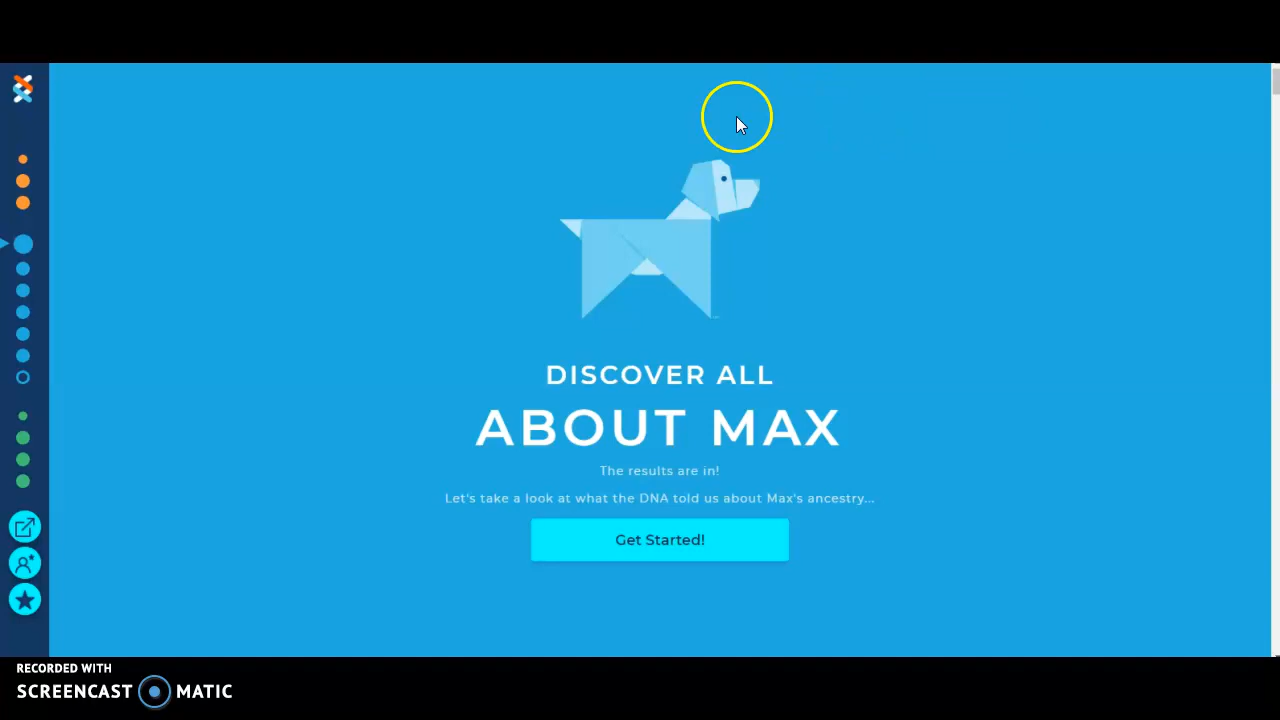 DISCOVER ALL
ABOUT MAX
The results are in!
Let's take a look at what the DNA told us about Max's ancestry...
Get Started!
RECORDED WITH
SCREENCAST MATIC